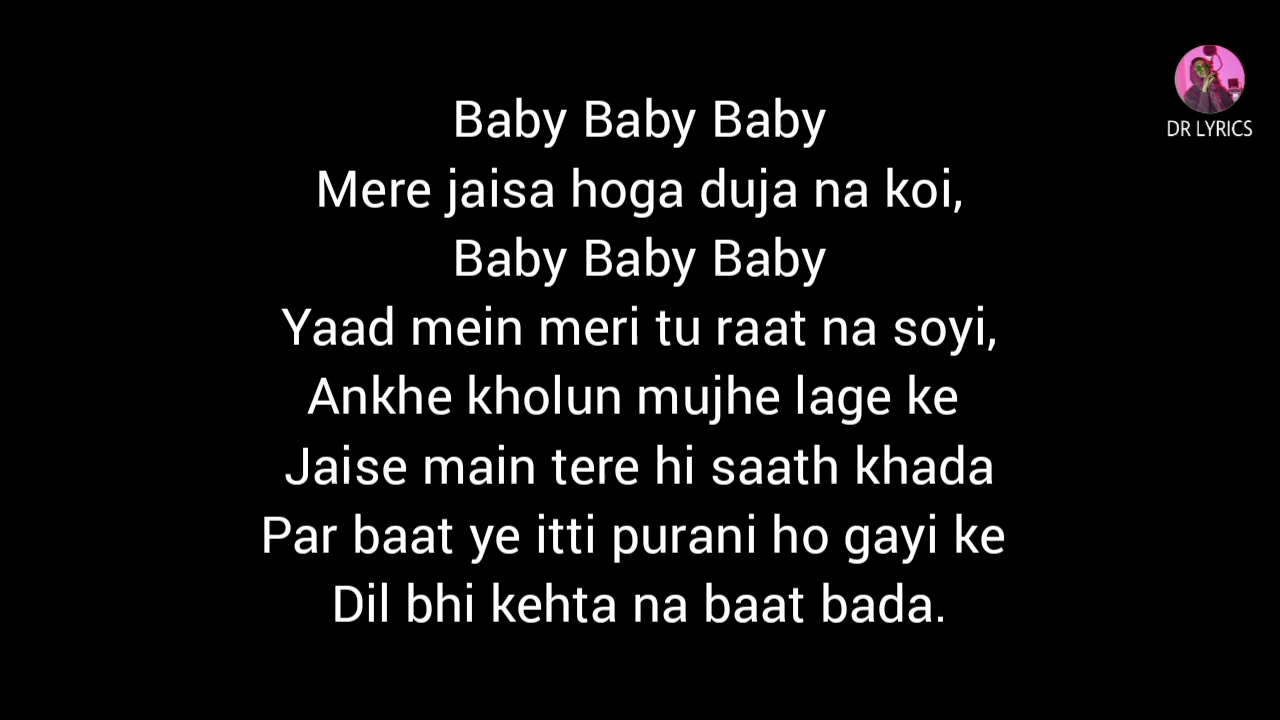 Baby Baby Baby
Mere jaisa hoga duja na koi,
Baby Baby Baby
Yaad mein meri tu raat na soyi,
Ankhe kholun mujhe lage ke
Jaise main tere hi saath khada
Par baat ye itti purani ho gayi ke
Dil bhi kehta na baat bada.
DR LYRICS